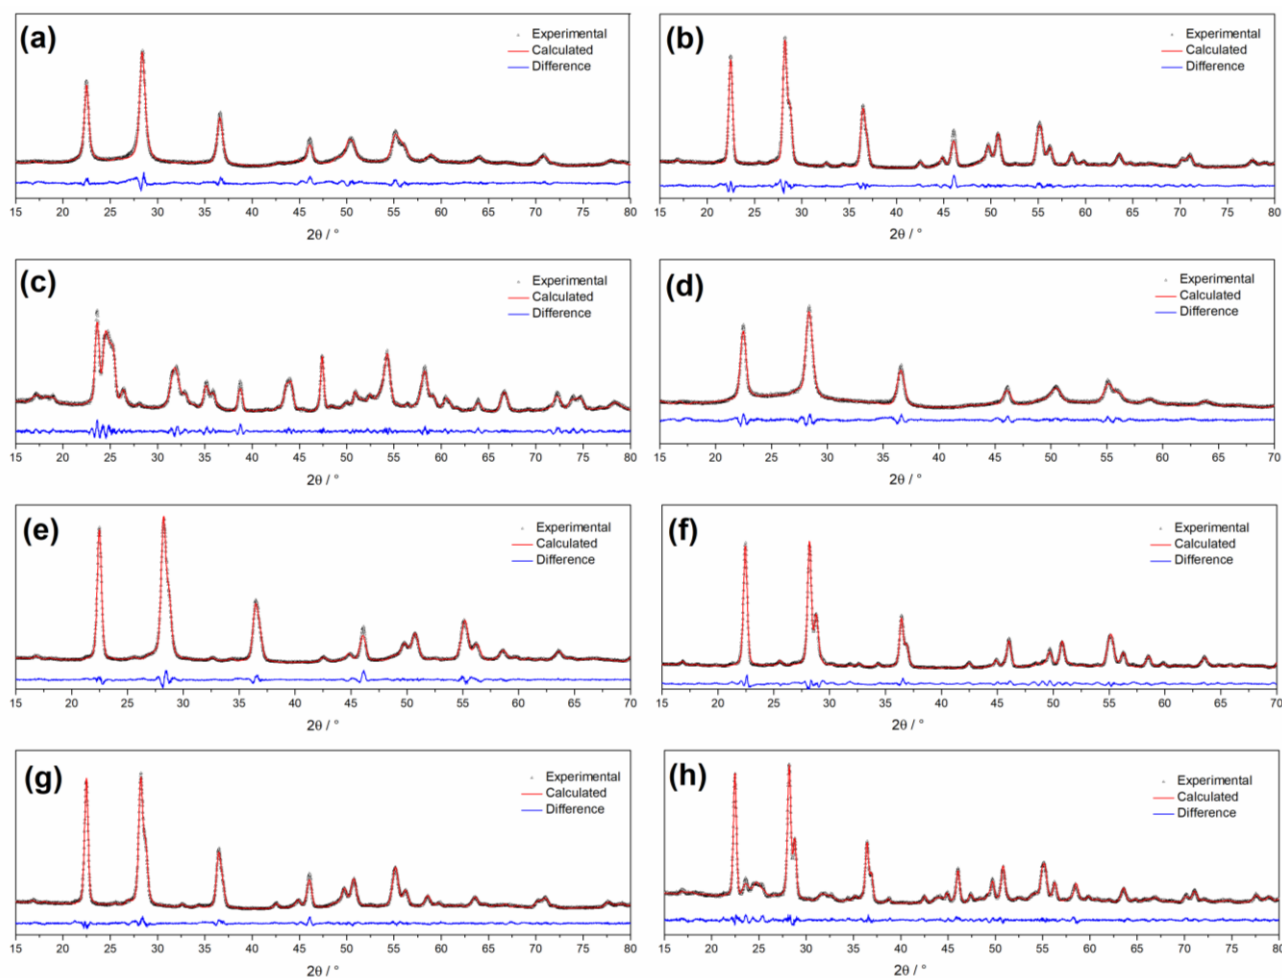 (a)
Experimental
Calculated
Difference
15 20 25 30 35 40 45 50 55 60 65 70 75 80
2θ / °
(b)
Experimental
Calculated
Difference
15 20 25 30 35 40 45 50 55 60 65 70 75 80
2θ / °
(c)
Experimental
Calculated
Difference
15 20 25 30 35 40 45 50 55 60 65 70 75 80
2θ / °
(d)
Experimental
Calculated
Difference
15 20 25 30 35 40 45 50 55 60 65 70
2θ / °
(e)
Experimental
Calculated
Difference
15 20 25 30 35 40 45 50 55 60 65 70
2θ / °
(f)
Experimental
Calculated
Difference
15 20 25 30 35 40 45 50 55 60 65 70
2θ / °
(g)
Experimental
Calculated
Difference
15 20 25 30 35 40 45 50 55 60 65 70 75 80
2θ / °
(h)
Experimental
Calculated
Difference
15 20 25 30 35 40 45 50 55 60 65 70 75 80
2θ / °